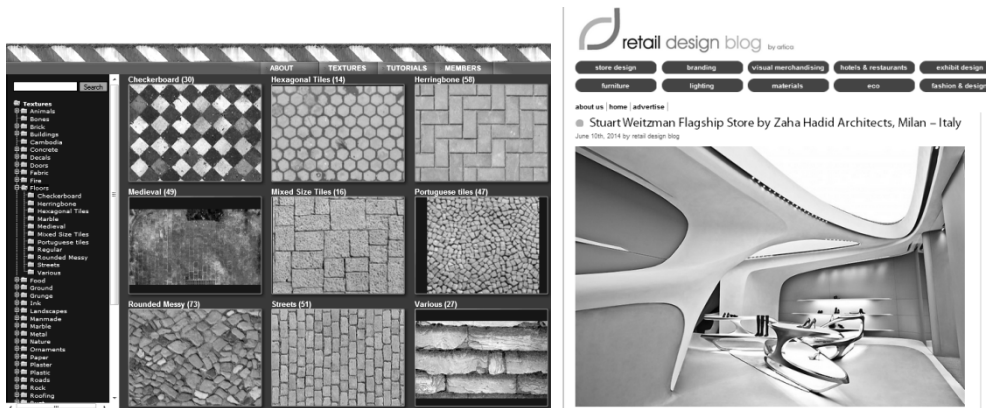 ABOUT TEXTURES TUTORIALS MEMBERS
Search
Textures
Animals
Bones
Brick
Buildings
Cambodia
Concrete
Decals
Doors
Fabric
Fire
Floors
Checkerboard
Herringbone
Hexagonal Tiles
Marble
Medieval
Mixed Size Tiles
Portuguese tiles
Regular
Rounded Messy
Streets
Various
Food
Ground
Grunge
Ink
Landscapes
Manmade
Marble
Metal
Nature
Ornaments
Paper
Plaster
Plastic
Roads
Rock
Roofing
Checkerboard (30) Hexagonal Tiles (14) Herringbone (58)
Medieval (49) Mixed Size Tiles (16) Portuguese tiles (47)
Rounded Messy (73) Streets (51) Various (27)
retail design blog by artica
store design branding visual merchandising hotels & restaurants exhibit design
furniture lighting materials eco fashion & design
about us home advertise
Stuart Weitzman Flagship Store by Zaha Hadid Architects, Milan – Italy
June 10th, 2014 by retail design blog